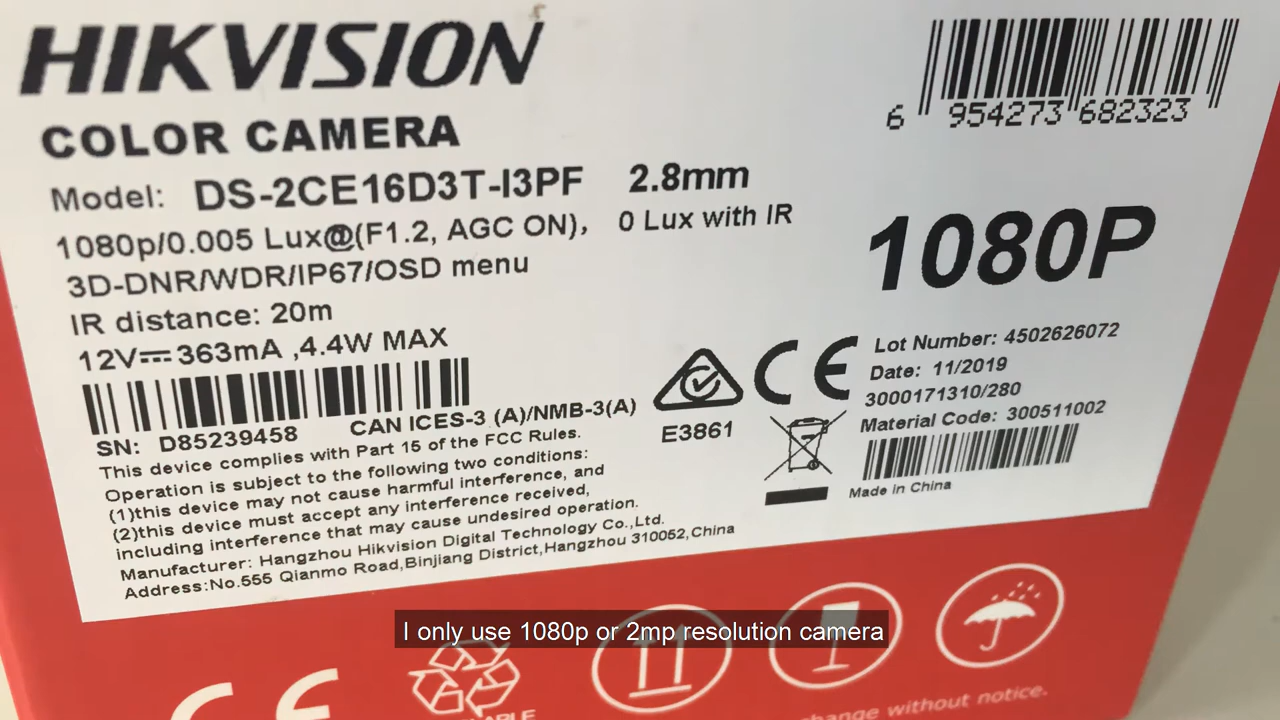 HIKVISION
COLOR CAMERA
Model: DS-2CE16D3T-I3PF 2.8mm
1080p/0.005 Lux@(F1.2, AGC ON), 0 Lux with IR
3D-DNR/WDR/IP67/OSD menu
IR distance: 20m
12V⎓363mA ,4.4W MAX
SN: D85239458 CAN ICES-3 (A)/NMB-3(A)
This device complies with Part 15 of the FCC Rules.
Operation is subject to the following two conditions:
(1)this device may not cause harmful interference, and
(2)this device must accept any interference received,
including interference that may cause undesired operation.
Manufacturer: Hangzhou Hikvision Digital Technology Co.,Ltd.
Address:No.555 Qianmo Road,Binjiang District,Hangzhou 310052,China
6 954273 682323
1080P
E3861
CE
Lot Number: 4502626072
Date: 11/2019
3000171310/280
Material Code: 300511002
Made in China
I only use 1080p or 2mp resolution camera
CE
change without notice.